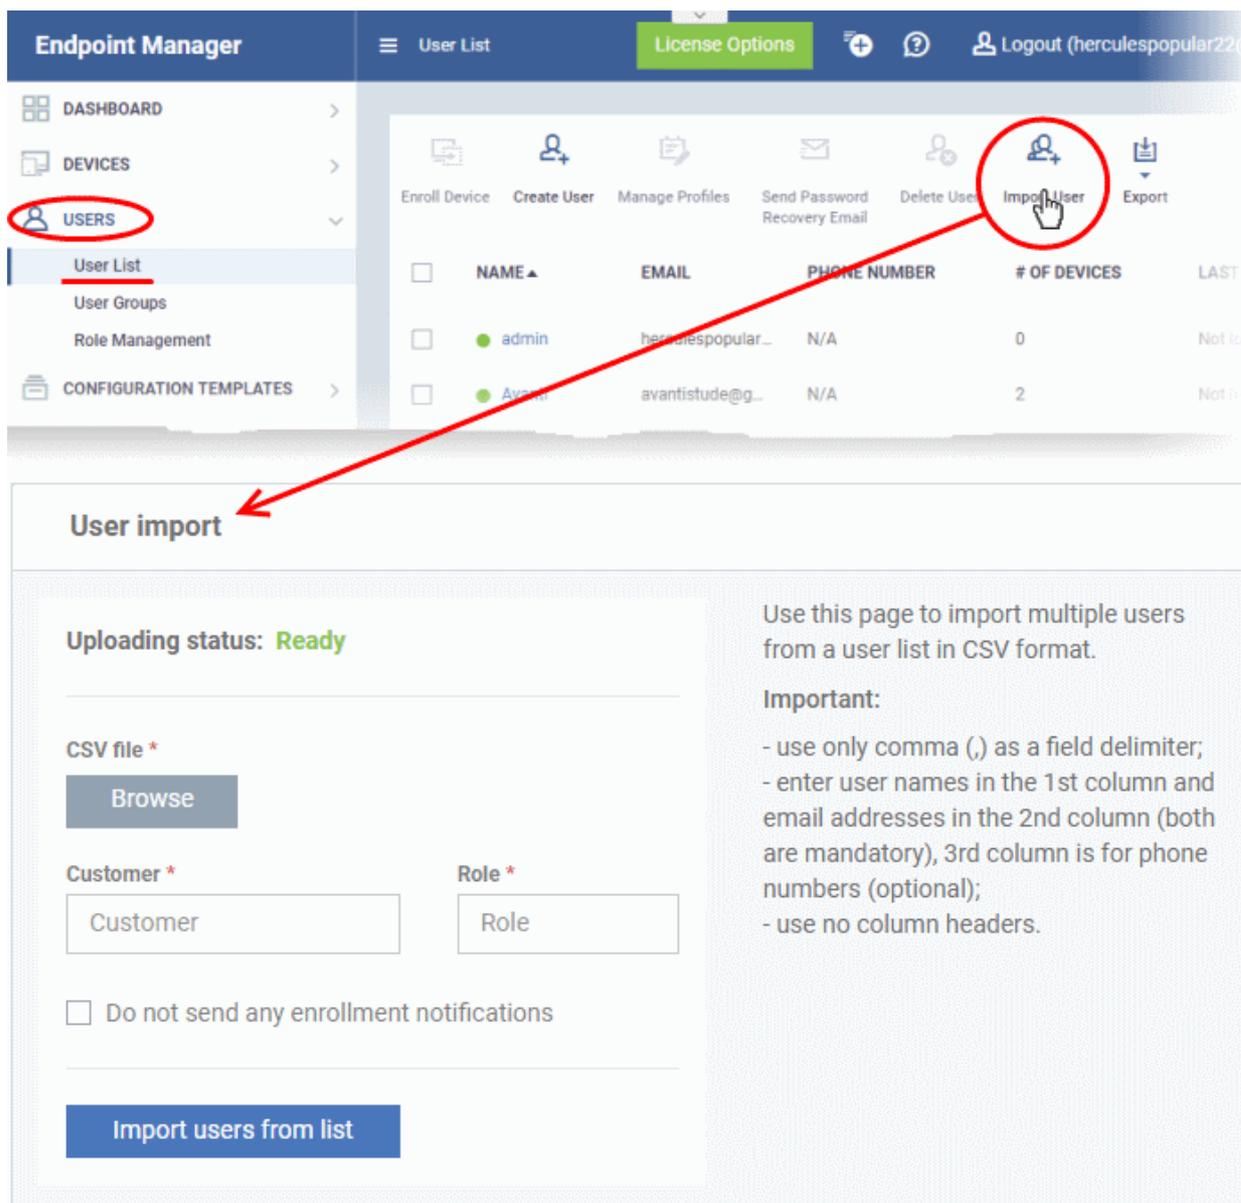 Endpoint Manager
User List
License Options
Logout (herculespopular22(
DASHBOARD
DEVICES
USERS
User List
User Groups
Role Management
CONFIGURATION TEMPLATES
Enroll Device
Create User
Manage Profiles
Send Password
Recovery Email
Delete User
Import User
Export
NAME
EMAIL
PHONE NUMBER
# OF DEVICES
LAST
admin
herculespopular...
N/A
0
Not
Avanti
avantistude@g...
N/A
2
Not
User import
Uploading status: Ready
CSV file *
Browse
Customer *
Role *
Customer
Role
Do not send any enrollment notifications
Import users from list
Use this page to import multiple users
from a user list in CSV format.
Important:
- use only comma (,) as a field delimiter;
- enter user names in the 1st column and
email addresses in the 2nd column (both
are mandatory), 3rd column is for phone
numbers (optional);
- use no column headers.